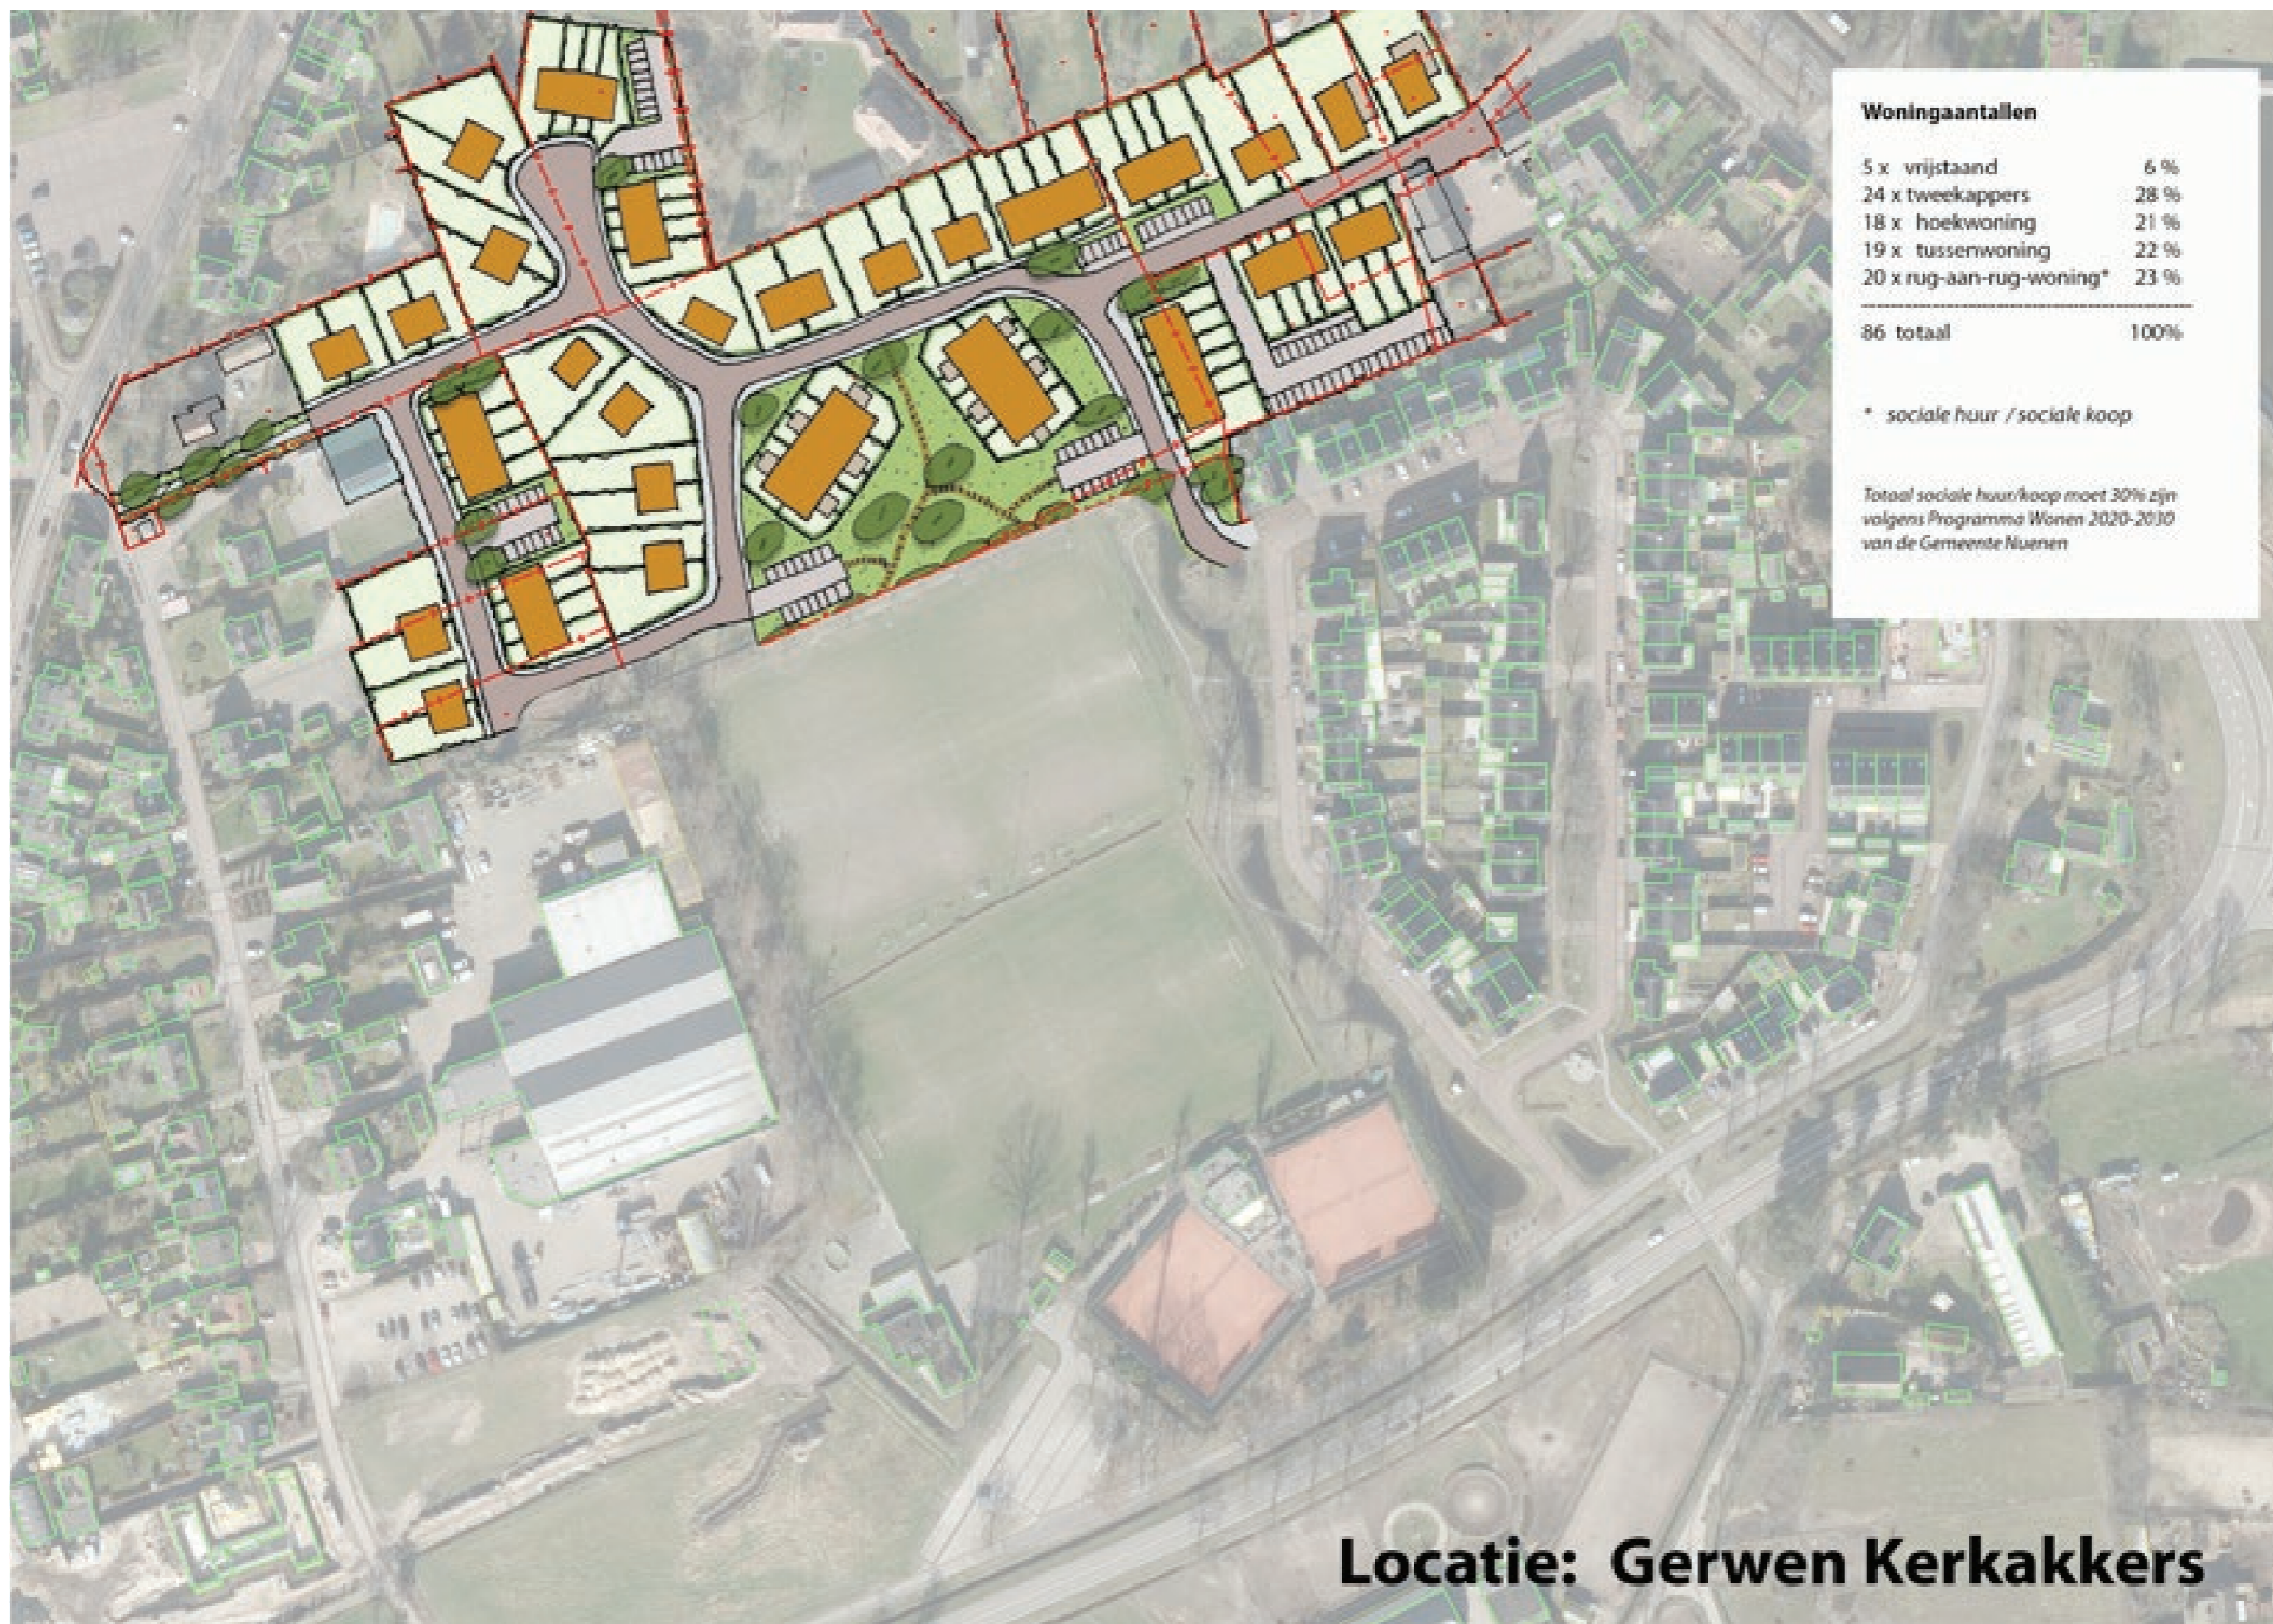 Woningaantallen
5 x vrijstaand 6 %
24 x tweekappers 28 %
18 x hoekwoning 21 %
19 x tussenwoning 22 %
20 x rug-aan-rug-woning* 23 %
86 totaal 100%
* sociale huur / sociale koop
Totaal sociale huur/koop moet 30% zijn
volgens Programma Wonen 2020-2030
van de Gemeente Nuenen
Locatie: Gerwen Kerkakkers